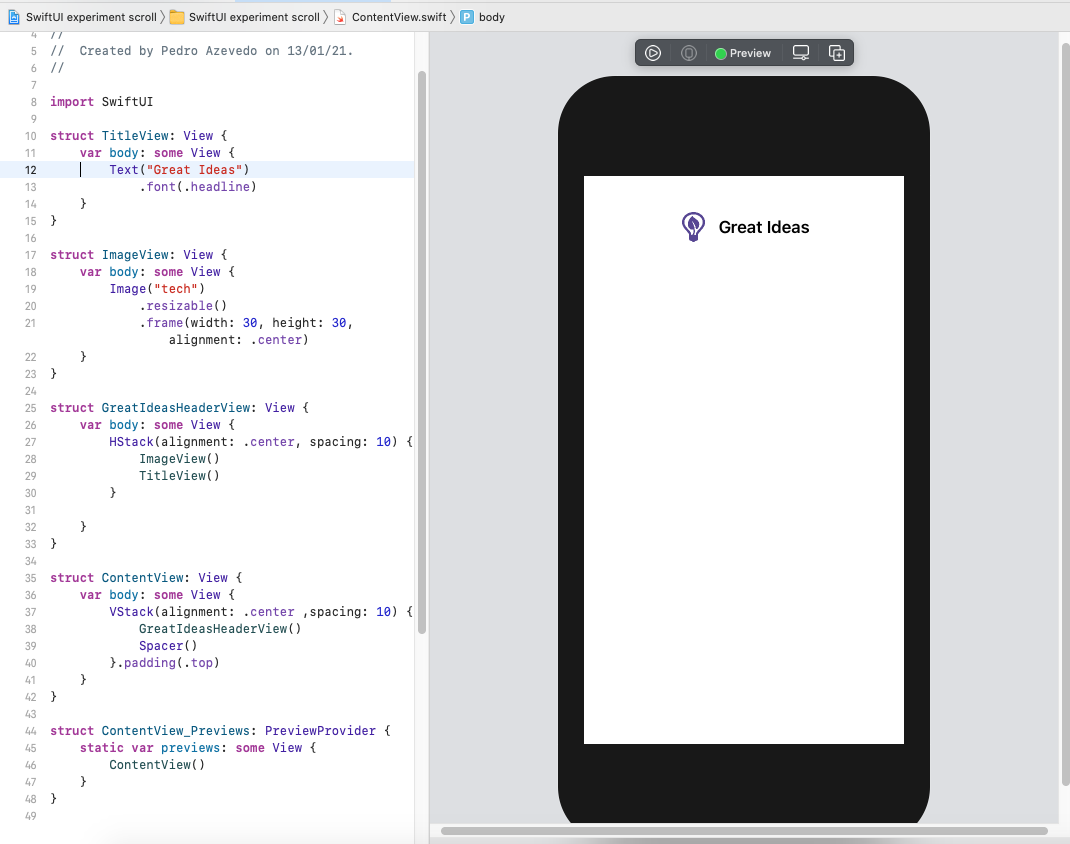 SwiftUI experiment scroll 〉 SwiftUI experiment scroll 〉 ContentView.swift 〉 P body
4 //
5 //  Created by Pedro Azevedo on 13/01/21.
6 //
7
8 import SwiftUI
9
10 struct TitleView: View {
11     var body: some View {
12         Text("Great Ideas")
13             .font(.headline)
14     }
15 }
16
17 struct ImageView: View {
18     var body: some View {
19         Image("tech")
20             .resizable()
21             .frame(width: 30, height: 30,
                alignment: .center)
22     }
23 }
24
25 struct GreatIdeasHeaderView: View {
26     var body: some View {
27         HStack(alignment: .center, spacing: 10) {
28             ImageView()
29             TitleView()
30         }
31
32     }
33 }
34
35 struct ContentView: View {
36     var body: some View {
37         VStack(alignment: .center ,spacing: 10) {
38             GreatIdeasHeaderView()
39             Spacer()
40         }.padding(.top)
41     }
42 }
43
44 struct ContentView_Previews: PreviewProvider {
45     static var previews: some View {
46         ContentView()
47     }
48 }
49
Preview
Great Ideas